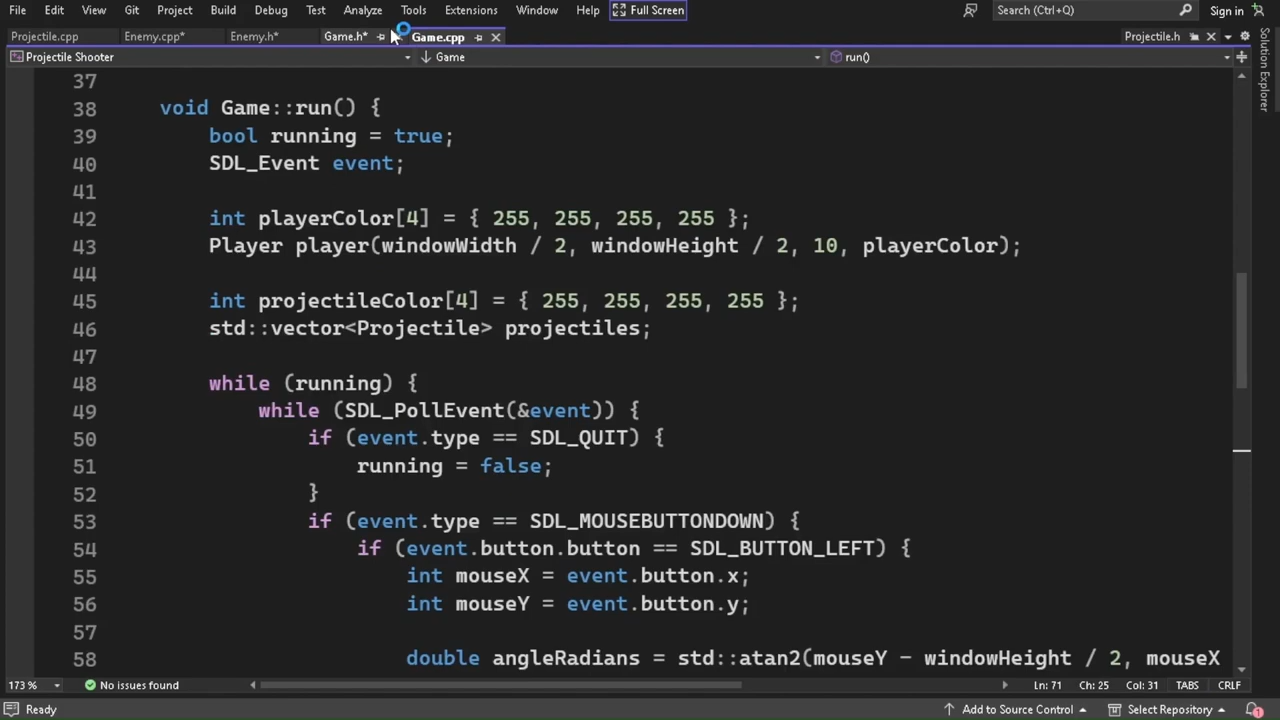 File Edit View Git Project Build Debug Test Analyze Tools Extensions Window Help Full Screen Search (Ctrl+Q) Sign in
Projectile.cpp Enemy.cpp* Enemy.h* Game.h* Game.cpp Projectile.h
Projectile Shooter Game run()
Solution Explorer
37
38 void Game::run() {
39 bool running = true;
40 SDL_Event event;
41
42 int playerColor[4] = { 255, 255, 255, 255 };
43 Player player(windowWidth / 2, windowHeight / 2, 10, playerColor);
44
45 int projectileColor[4] = { 255, 255, 255, 255 };
46 std::vector<Projectile> projectiles;
47
48 while (running) {
49 while (SDL_PollEvent(&event)) {
50 if (event.type == SDL_QUIT) {
51 running = false;
52 }
53 if (event.type == SDL_MOUSEBUTTONDOWN) {
54 if (event.button.button == SDL_BUTTON_LEFT) {
55 int mouseX = event.button.x;
56 int mouseY = event.button.y;
57
58 double angleRadians = std::atan2(mouseY - windowHeight / 2, mouseX
173 % No issues found Ln: 71 Ch: 25 Col: 31 TABS CRLF
Ready Add to Source Control Select Repository 1